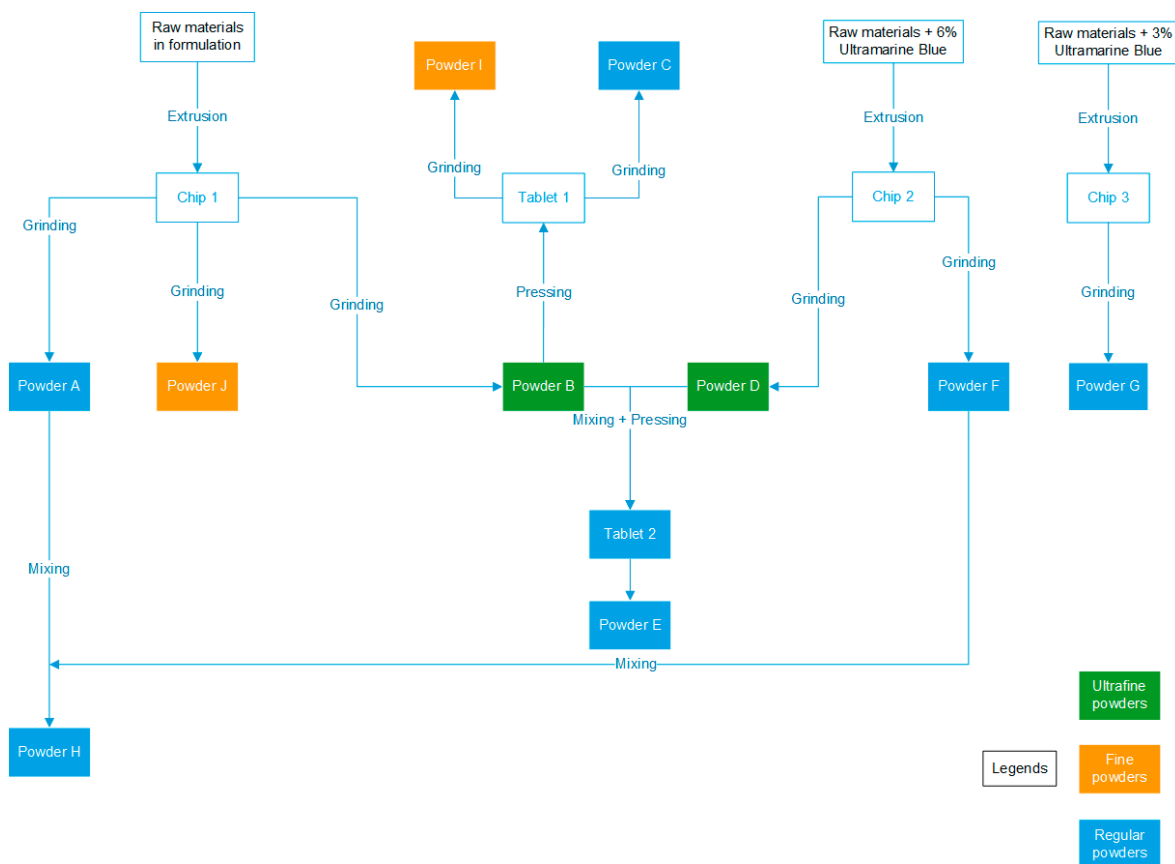 Raw materials
in formulation
Powder I
Powder C
Raw materials + 6%
Ultramarine Blue
Raw materials + 3%
Ultramarine Blue
Extrusion
Extrusion
Extrusion
Grinding
Grinding
Chip 1
Tablet 1
Chip 2
Chip 3
Grinding
Grinding
Grinding
Pressing
Grinding
Grinding
Grinding
Grinding
Powder A
Powder J
Powder B
Powder D
Powder F
Powder G
Mixing + Pressing
Tablet 2
Mixing
Powder E
Mixing
Powder H
Legends
Ultrafine
powders
Fine
powders
Regular
powders